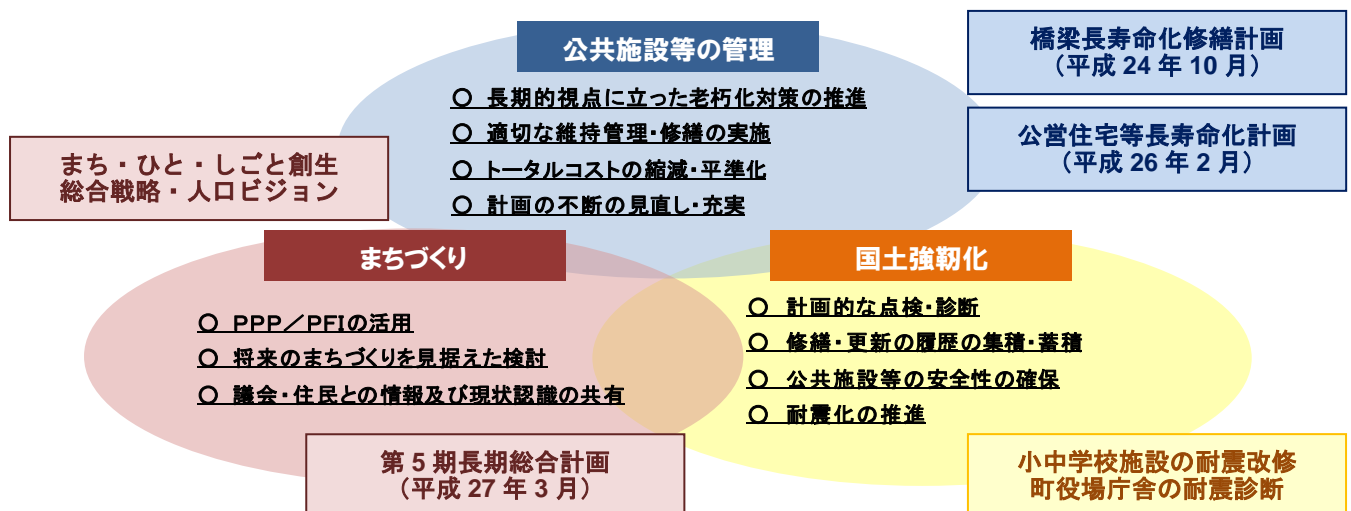 公共施設等の管理
〇 長期的視点に立った老朽化対策の推進
〇 適切な維持管理・修繕の実施
〇 トータルコストの縮減・平準化
〇 計画の不断の見直し・充実
橋梁長寿命化修繕計画
（平成 24 年 10 月）
公営住宅等長寿命化計画
（平成 26 年 2 月）
まち・ひと・しごと創生
総合戦略・人口ビジョン
まちづくり
〇 PPP／PFIの活用
〇 将来のまちづくりを見据えた検討
〇 議会・住民との情報及び現状認識の共有
第 5 期長期総合計画
（平成 27 年 3 月）
国土強靭化
〇 計画的な点検・診断
〇 修繕・更新の履歴の集積・蓄積
〇 公共施設等の安全性の確保
〇 耐震化の推進
小中学校施設の耐震改修
町役場庁舎の耐震診断